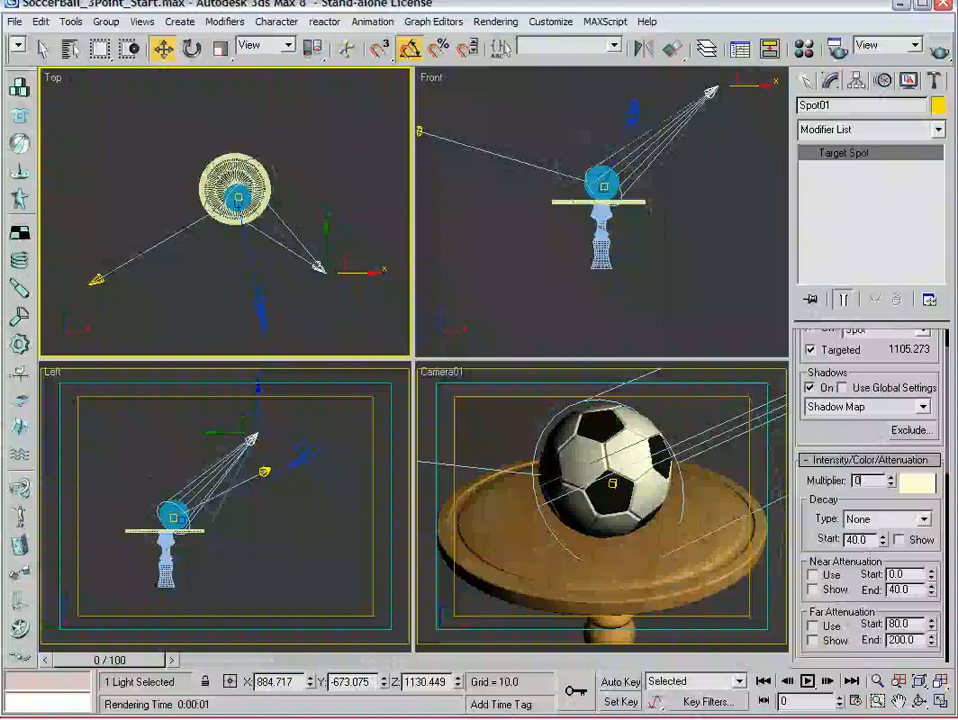 SoccerBall_3Point_Start.max - Autodesk 3ds Max 8 - Stand-alone License
File Edit Tools Group Views Create Modifiers Character reactor Animation Graph Editors Rendering Customize MAXScript Help
View View
Top Front
Left Camera01
Spot01
Modifier List
Target Spot
On Spot
Targeted 1105.273
Shadows
On Use Global Settings
Shadow Map
Exclude...
- Intensity/Color/Attenuation
Multiplier: 0
Decay
Type: None
Start: 40.0 Show
Near Attenuation
Use Start: 0.0
Show End: 40.0
Far Attenuation
Use Start: 80.0
Show End: 200.0
< 0 / 100 >
1 Light Selected X: 884.717 Y: -673.075 Z: 1130.449 Grid = 10.0 Auto Key Selected
Rendering Time 0:00:01 Add Time Tag Set Key Key Filters... 0